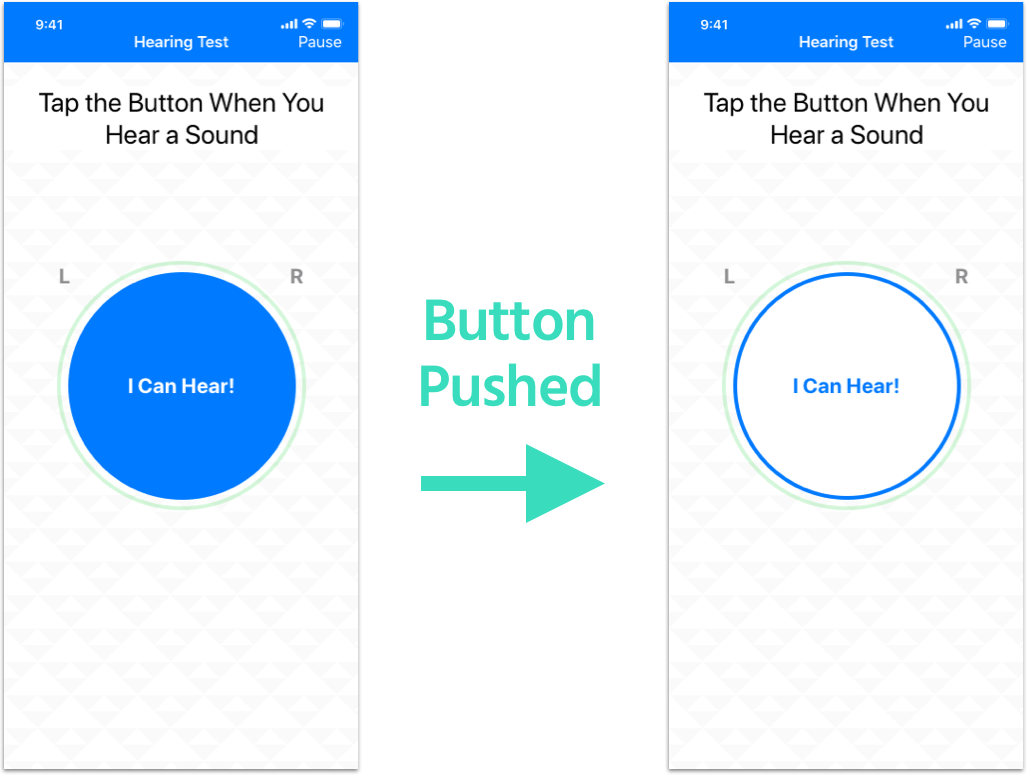 9:41
Hearing Test
Pause
Tap the Button When You
Hear a Sound
L
R
I Can Hear!
Button
Pushed
9:41
Hearing Test
Pause
Tap the Button When You
Hear a Sound
L
R
I Can Hear!